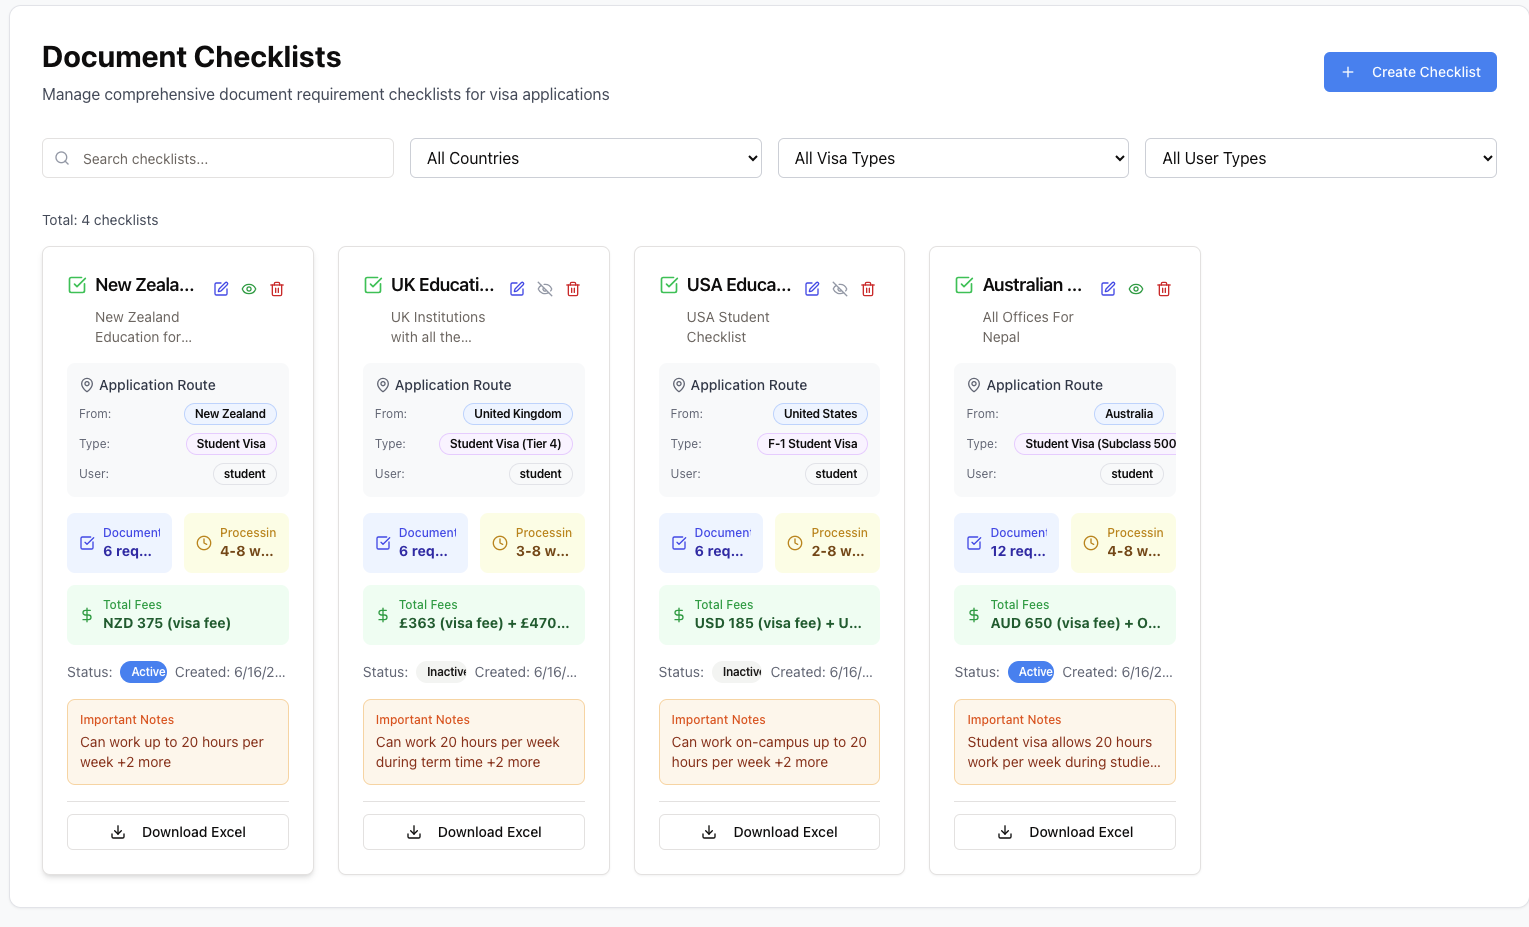 Document Checklists
Manage comprehensive document requirement checklists for visa applications
Create Checklist
Search checklists...
All Countries
All Visa Types
All User Types
Total: 4 checklists
New Zeala...
New Zealand
Education for...
Application Route
From: New Zealand
Type: Student Visa
User: student
Document
6 req...
Processin
4-8 w...
Total Fees
NZD 375 (visa fee)
Status: Active Created: 6/16/2...
Important Notes
Can work up to 20 hours per
week +2 more
Download Excel
UK Educati...
UK Institutions
with all the...
Application Route
From: United Kingdom
Type: Student Visa (Tier 4)
User: student
Document
6 req...
Processin
3-8 w...
Total Fees
£363 (visa fee) + £470...
Status: Inactive Created: 6/16/...
Important Notes
Can work 20 hours per week
during term time +2 more
Download Excel
USA Educa...
USA Student
Checklist
Application Route
From: United States
Type: F-1 Student Visa
User: student
Document
6 req...
Processin
2-8 w...
Total Fees
USD 185 (visa fee) + U...
Status: Inactive Created: 6/16/...
Important Notes
Can work on-campus up to 20
hours per week +2 more
Download Excel
Australian ...
All Offices For
Nepal
Application Route
From: Australia
Type: Student Visa (Subclass 500
User: student
Document
12 req...
Processin
4-8 w...
Total Fees
AUD 650 (visa fee) + O...
Status: Active Created: 6/16/2...
Important Notes
Student visa allows 20 hours
work per week during studie...
Download Excel